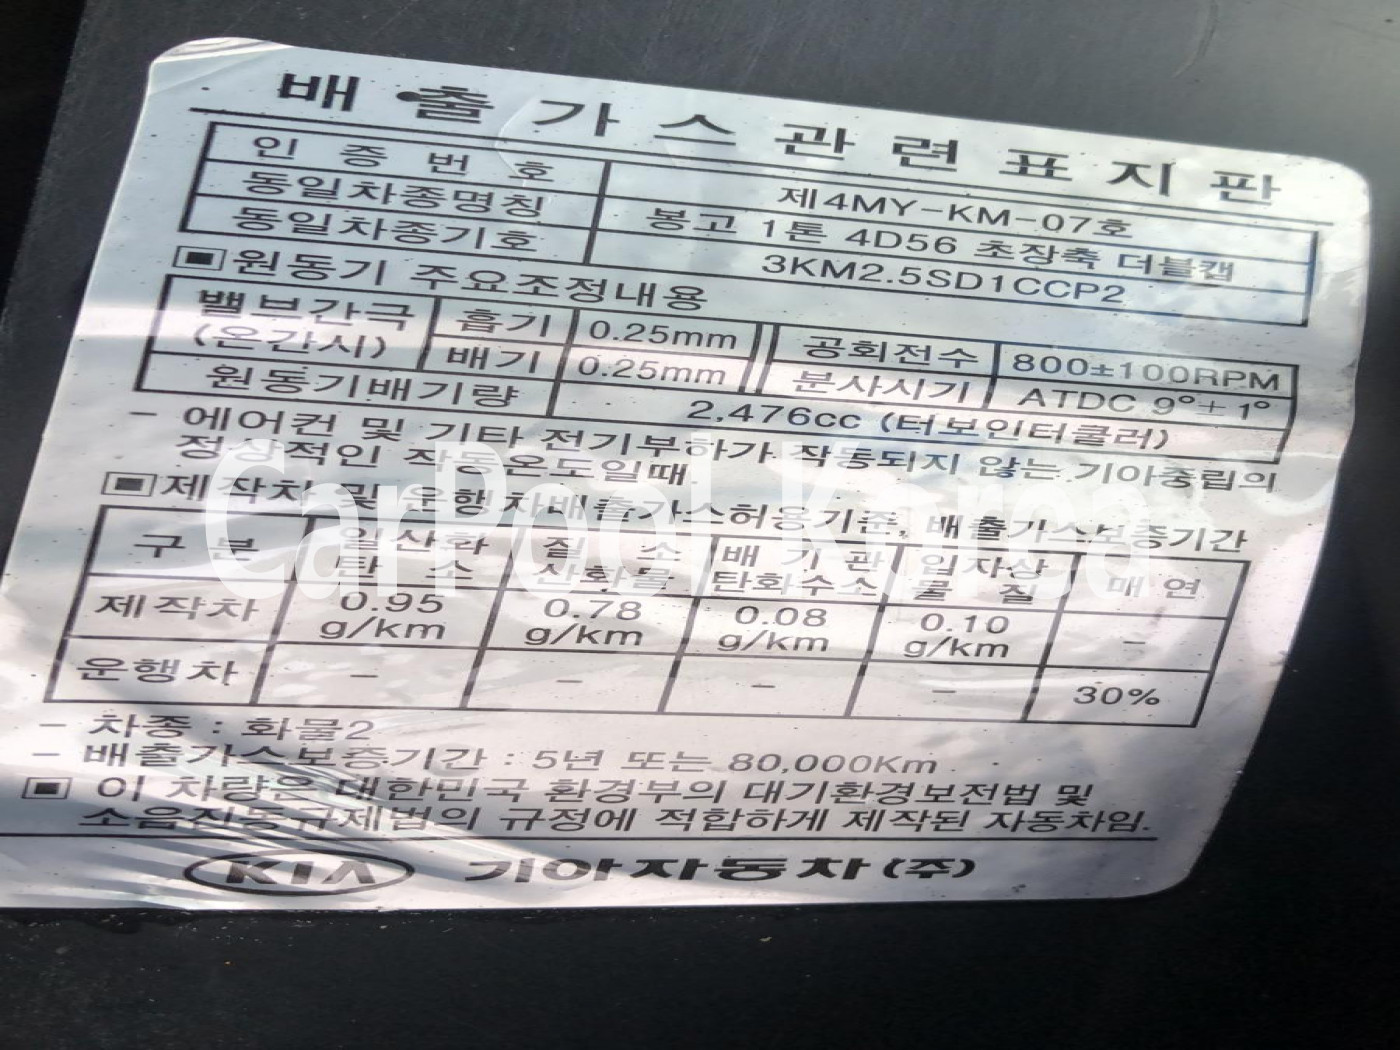 배출가스관련표지판
인증번호 제4MY-KM-07호
동일차종명칭 봉고 1톤 4D56 초장축 더블캡
동일차종기호 3KM2.5SD1CCP2
▣원동기 주요조정내용
밸브간극 흡기 0.25mm 공회전수 800±100RPM
(온간시) 배기 0.25mm 분사시기 ATDC 9°±1°
원동기배기량 2,476cc (터보인터쿨러)
- 에어컨 및 기타 전기부하가 작동되지 않는 기아중립의
정상적인 작동온도일때.
▣제작차 및 운행차배출가스허용기준, 배출가스보증기간
구분 일산화 질소 배기관 입자상 매연
탄소 산화물 탄화수소 물질
제작차 0.95 0.78 0.08 0.10 -
g/km g/km g/km g/km
운행차 - - - - 30%
- 차종 : 화물2
- 배출가스보증기간 : 5년 또는 80,000Km
▣ 이 차량은 대한민국 환경부의 대기환경보전법 및
소음진동규제법의 규정에 적합하게 제작된 자동차임.
KIA 기아자동차(주)
CarPool Korea